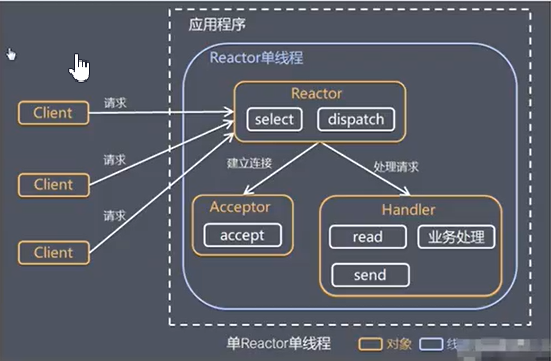 应用程序
Reactor单线程
Reactor
select
dispatch
Client
请求
Client
请求
Client
请求
建立连接
处理请求
Acceptor
accept
Handler
read
业务处理
send
单Reactor单线程
对象
线